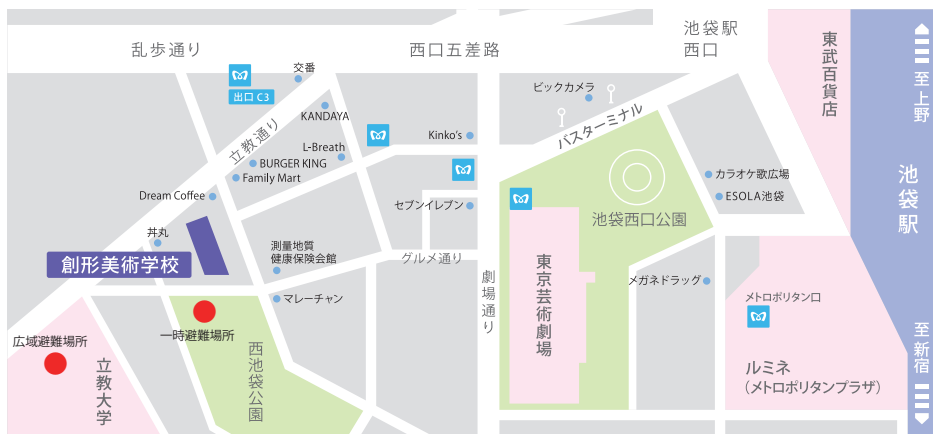 乱歩通り
西口五差路
池袋駅
西口
東武百貨店
至上野
交番
出口 C3
KANDAYA
ビックカメラ
バスターミナル
立教通り
L-Breath
Kinko's
BURGER KING
Family Mart
カラオケ歌広場
ESOLA池袋
池袋駅
Dream Coffee
セブンイレブン
池袋西口公園
丼丸
創形美術学校
測量地質
健康保険会館
グルメ通り
劇場通り
東京芸術劇場
メガネドラッグ
マレーチャン
メトロポリタン口
一時避難場所
広域避難場所
西池袋公園
立教大学
ルミネ
（メトロポリタンプラザ）
至新宿